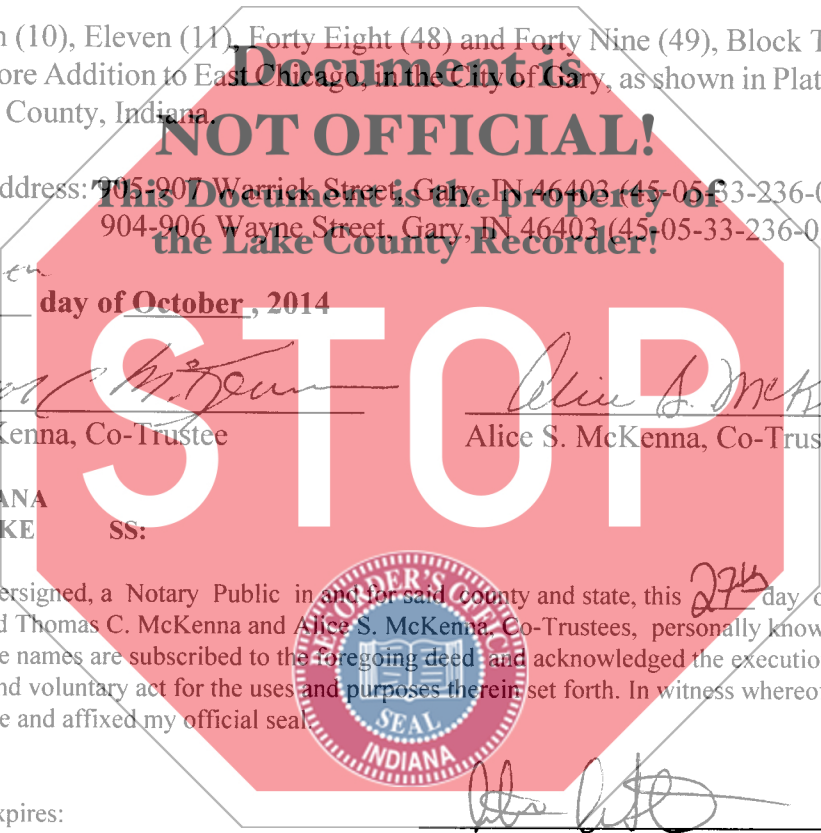 n (10), Eleven (11), Forty Eight (48) and Forty Nine (49), Block T
ore Addition to East Chicago, in the City of Gary, as shown in Plat
County, Indiana.
Document is
NOT OFFICIAL!
This Document is the property of
the Lake County Recorder!
ddress: 905-907 Warrick Street, Gary, IN 46403 (45-05-33-236-0
904-906 Wayne Street, Gary, IN 46403 (45-05-33-236-0
day of October, 2014
STOP
Alice S. McK
Kenna, Co-Trustee
Alice S. McKenna, Co-Trus
ANA
KE SS:
ersigned, a Notary Public in and for said county and state, this 27th day o
d Thomas C. McKenna and Alice S. McKenna, Co-Trustees, personally know
e names are subscribed to the foregoing deed and acknowledged the executio
nd voluntary act for the uses and purposes therein set forth. In witness whereo
e and affixed my official seal.
RECORDER'S OFFICE
SEAL
INDIANA
xpires: